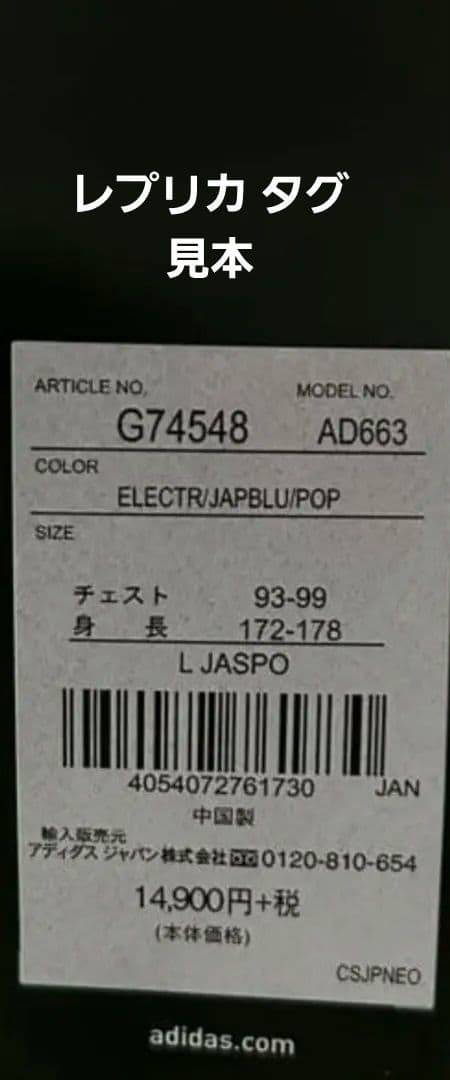 レプリカ タグ
見本
ARTICLE NO. MODEL NO.
G74548 AD663
COLOR
ELECTR/JAPBLU/POP
SIZE
チェスト 93-99
身 長 172-178
L JASPO
4054072761730 JAN
中国製
輸入販売元
アディダス ジャパン株式会社 0120-810-654
14,900円+税
(本体価格)
CSJPNEO
adidas.com